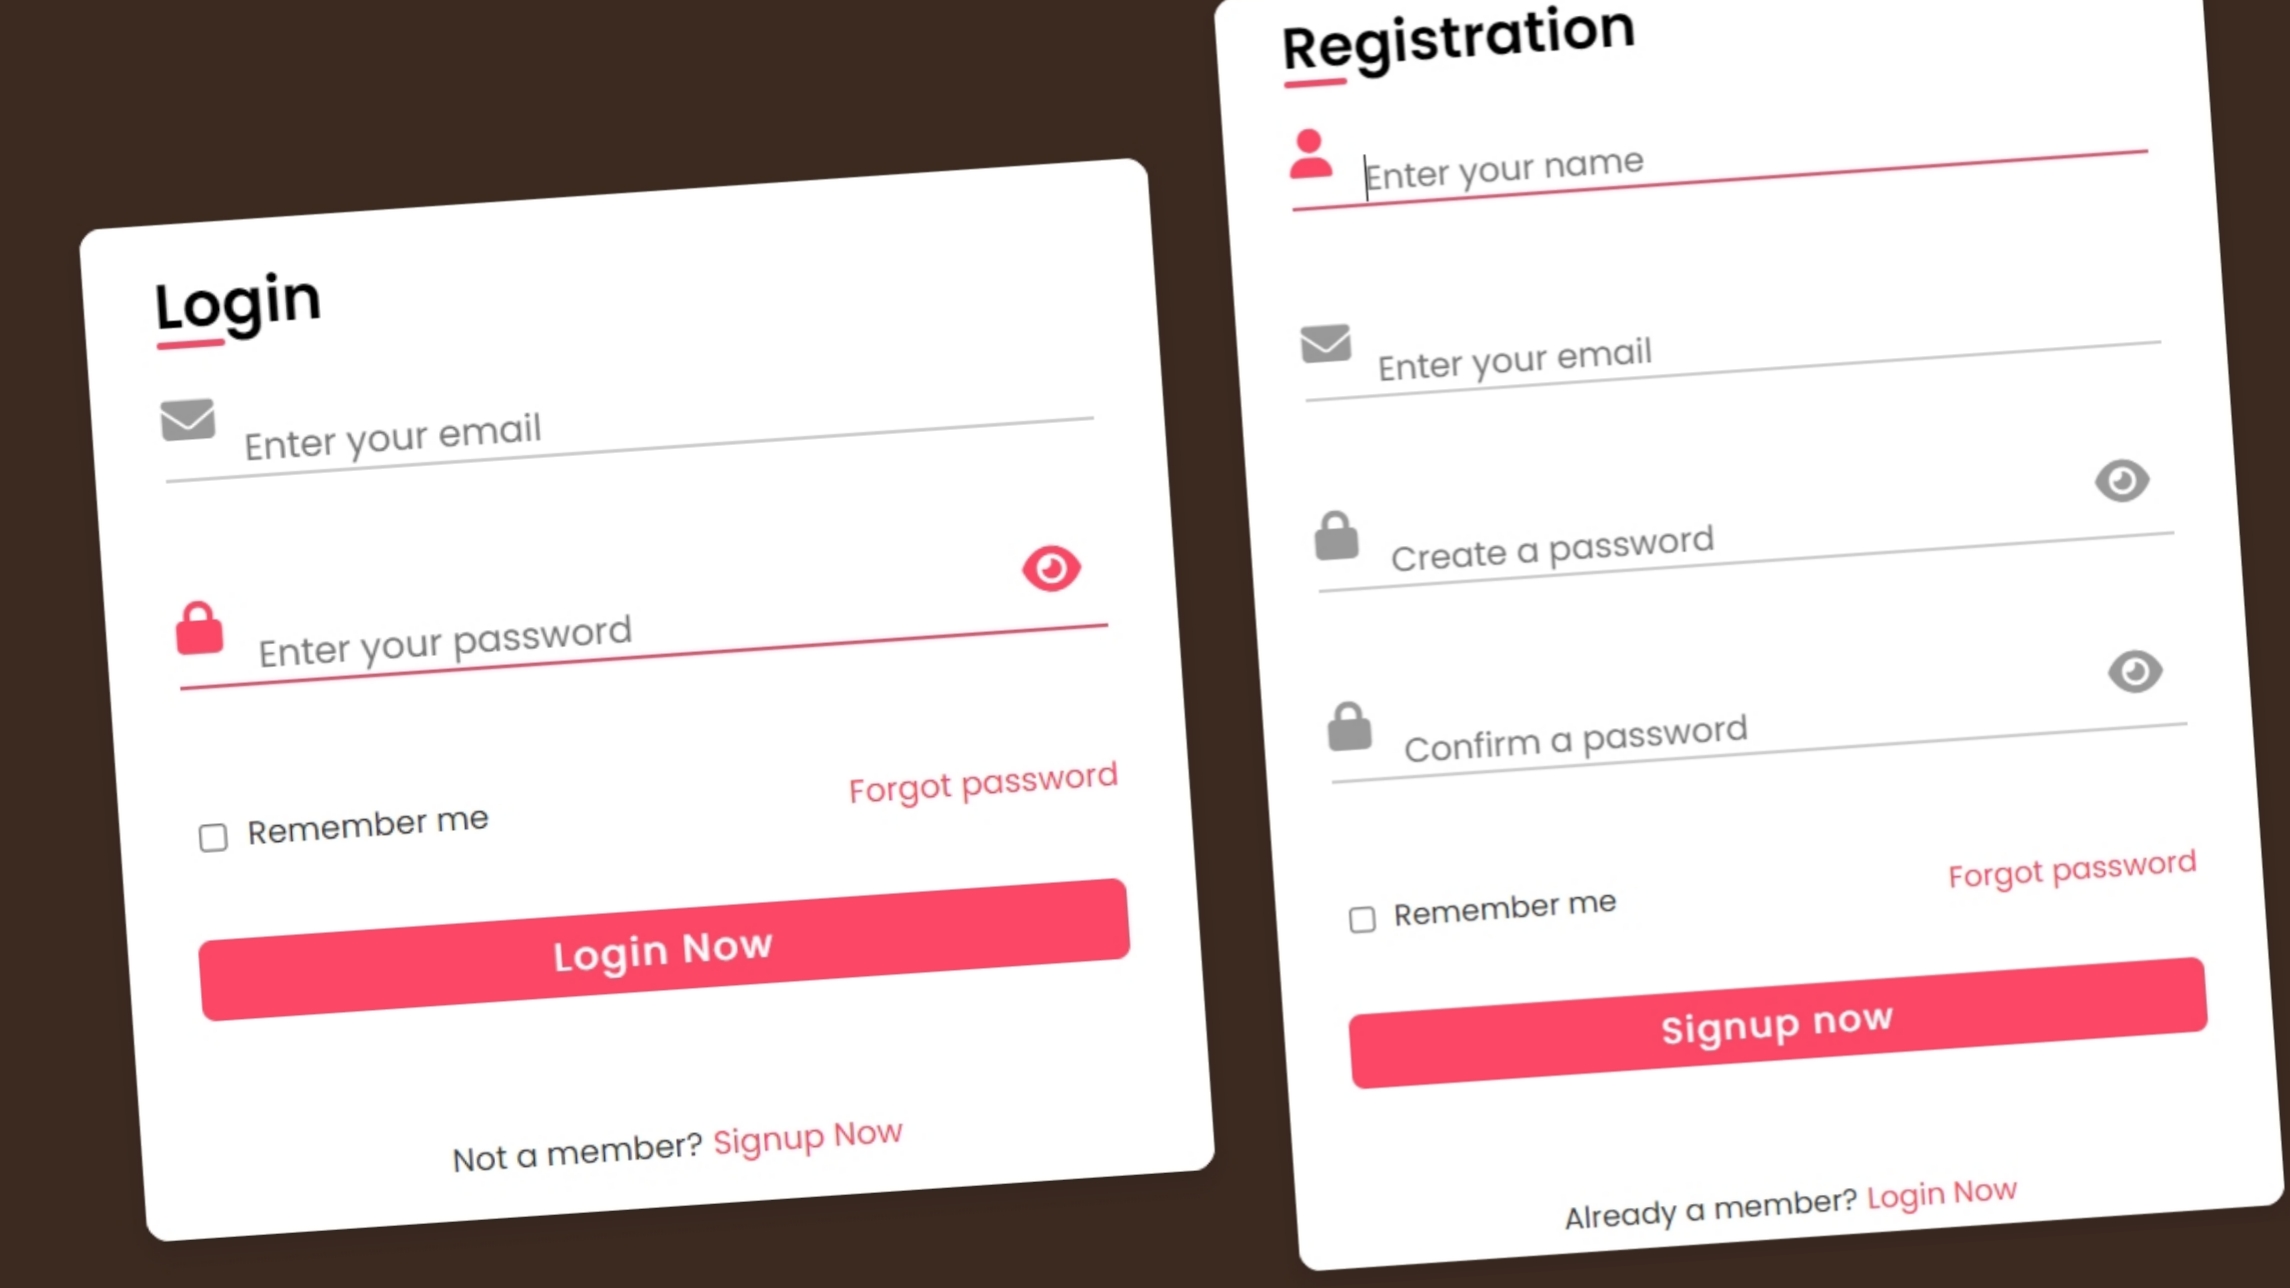 Login
Enter your email
Enter your password
Remember me
Forgot password
Login Now
Not a member? Signup Now
Registration
Enter your name
Enter your email
Create a password
Confirm a password
Remember me
Forgot password
Signup now
Already a member? Login Now